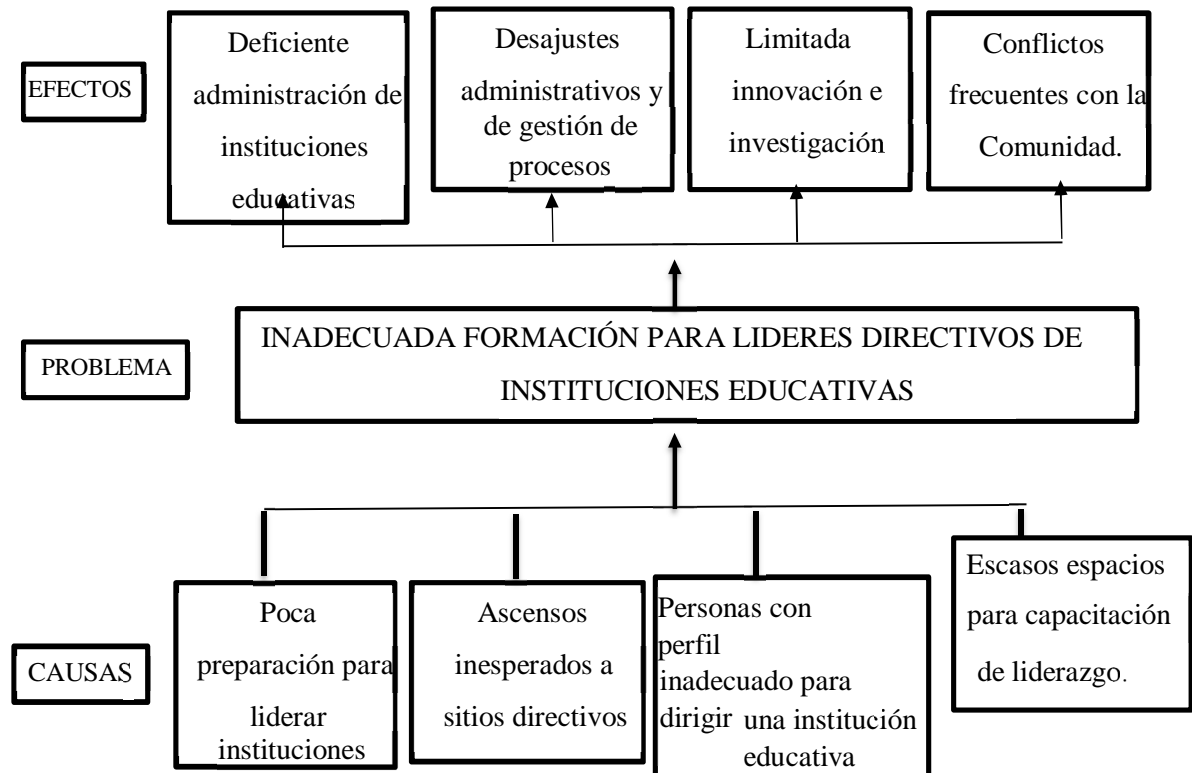 EFECTOS
Deficiente
administración de
instituciones
educativas
Desajustes
administrativos y
de gestión de
procesos
Limitada
innovación e
investigación
Conflictos
frecuentes con la
Comunidad.
PROBLEMA
INADECUADA FORMACIÓN PARA LIDERES DIRECTIVOS DE
INSTITUCIONES EDUCATIVAS
CAUSAS
Poca
preparación para
liderar
instituciones
Ascensos
inesperados a
sitios directivos
Personas con
perfil
inadecuado para
dirigir una institución
educativa
Escasos espacios
para capacitación
de liderazgo.